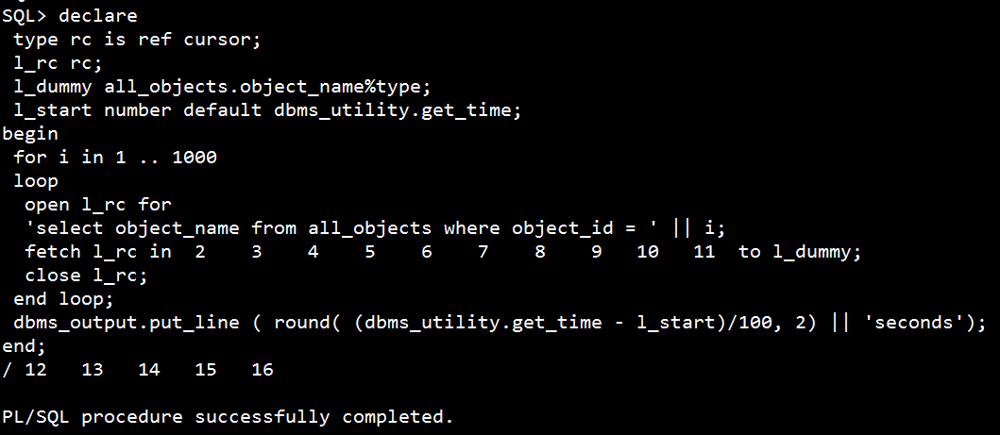 SQL> declare
type rc is ref cursor;
l_rc rc;
l_dummy all_objects.object_name%type;
l_start number default dbms_utility.get_time;
begin
for i in 1 .. 1000
loop
open l_rc for
'select object_name from all_objects where object_id = ' || i;
fetch l_rc in 2 3 4 5 6 7 8 9 10 11 to l_dummy;
close l_rc;
end loop;
dbms_output.put_line ( round( (dbms_utility.get_time - l_start)/100, 2) || 'seconds');
end;
/ 12 13 14 15 16
PL/SQL procedure successfully completed.